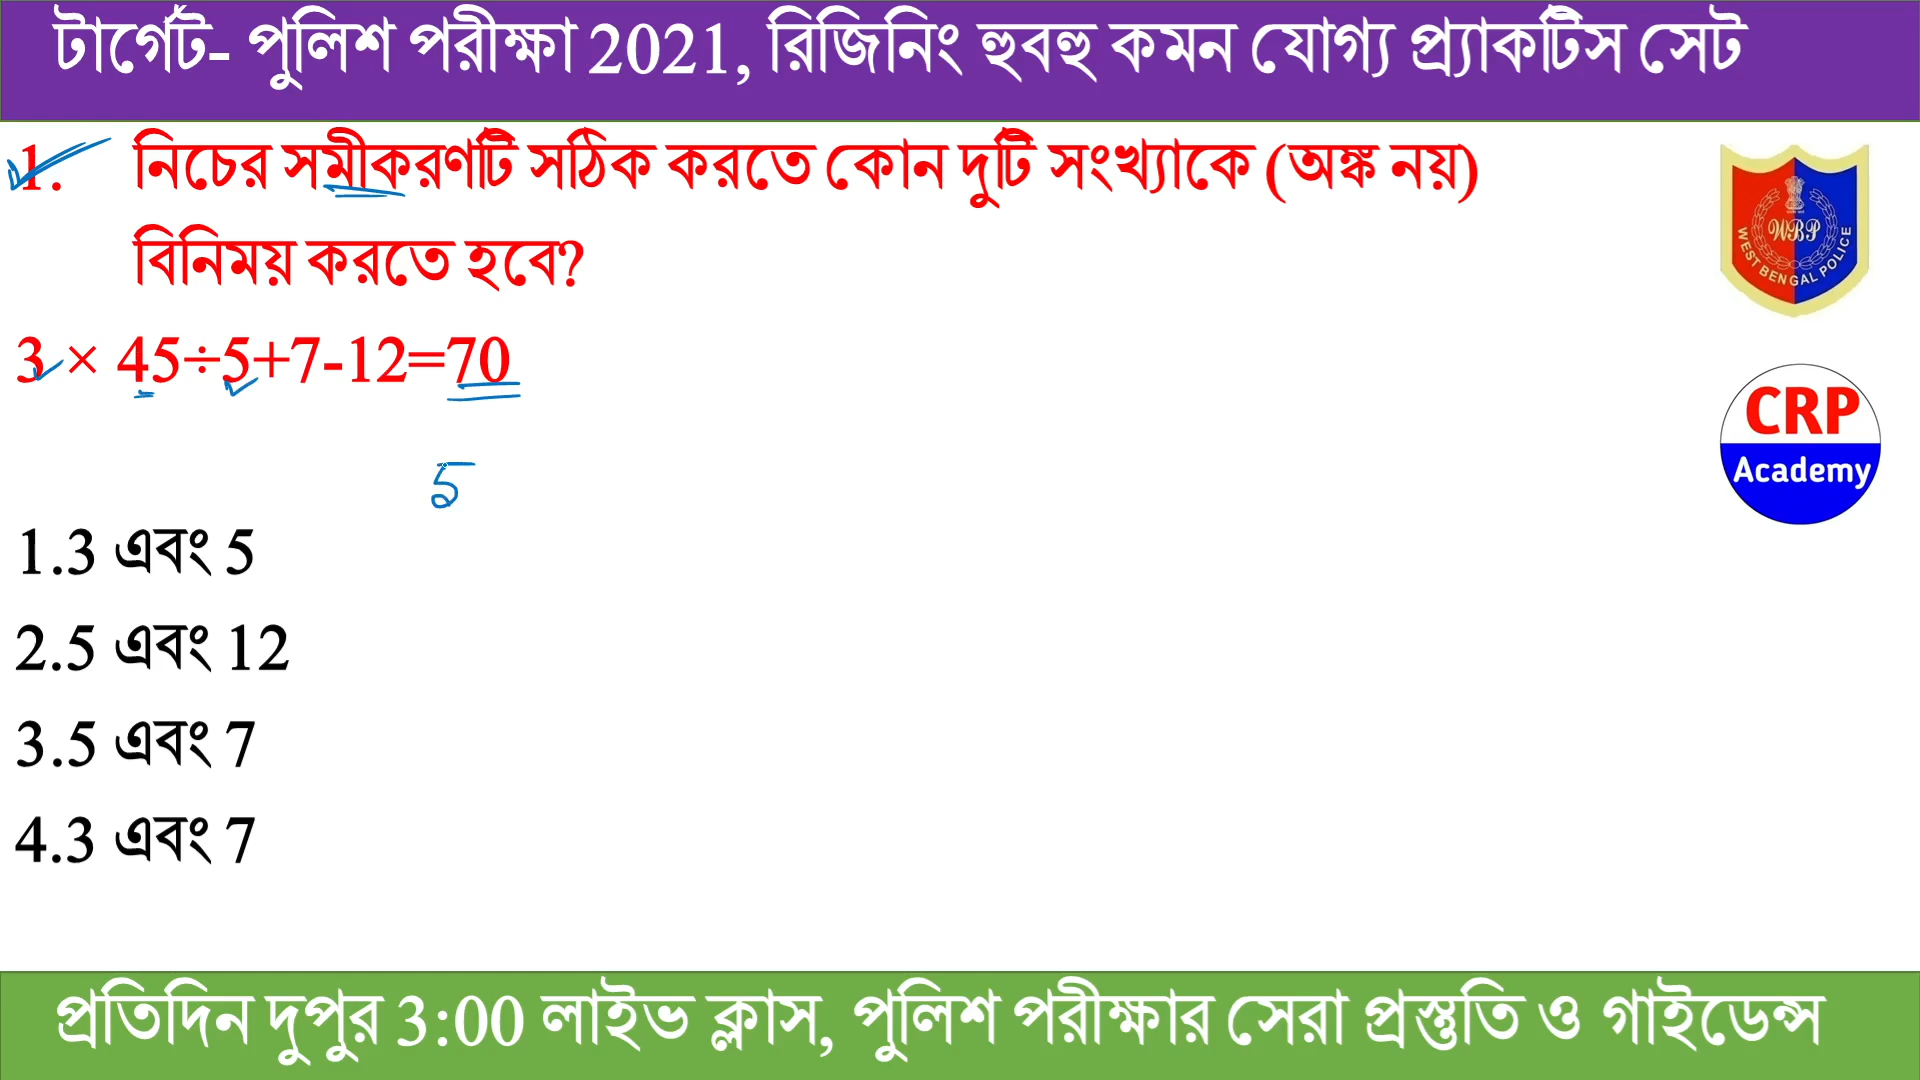 টার্গেট- পুলিশ পরীক্ষা 2021, রিজিনিং হুবহু কমন যোগ্য প্র্যাকটিস সেট
1. নিচের সমীকরণটি সঠিক করতে কোন দুটি সংখ্যাকে (অঙ্ক নয়)
বিনিময় করতে হবে?
3 × 45÷5+7-12=70
5
1.3 এবং 5
2.5 এবং 12
3.5 এবং 7
4.3 এবং 7
WBP
WEST BENGAL POLICE
CRP
Academy
প্রতিদিন দুপুর 3:00 লাইভ ক্লাস, পুলিশ পরীক্ষার সেরা প্রস্তুতি ও গাইডেন্স